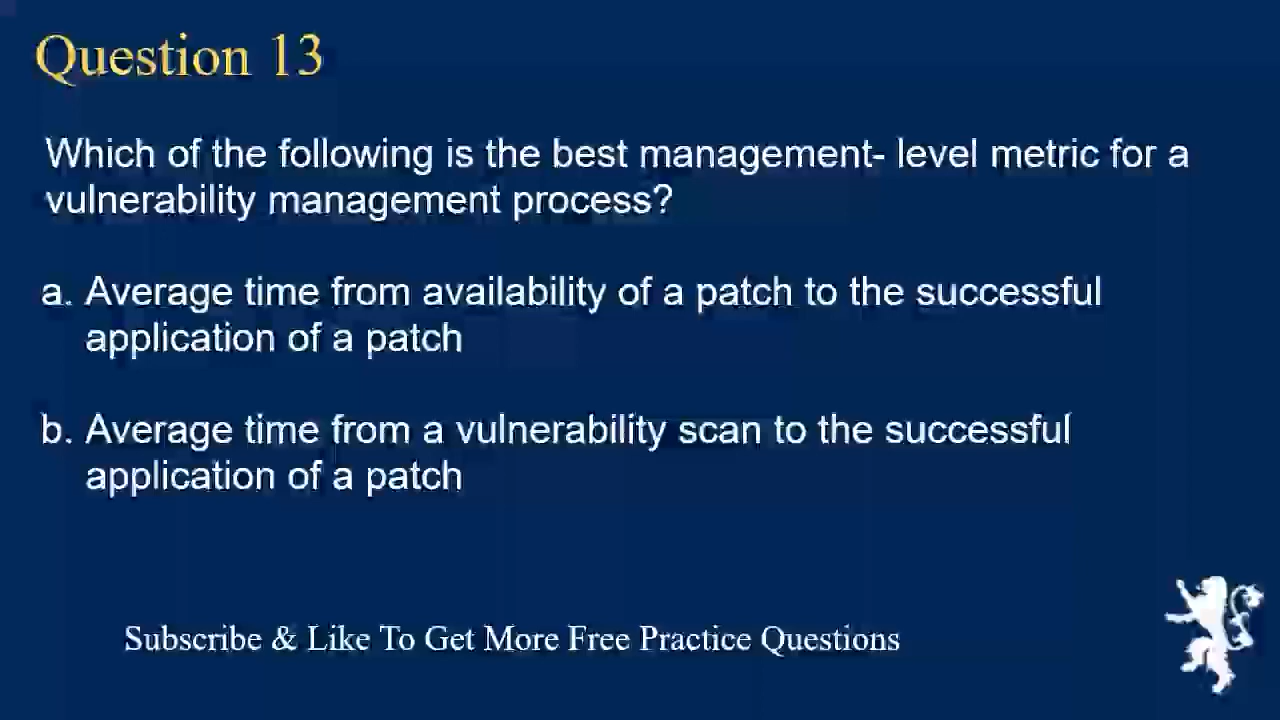 Question 13
Which of the following is the best management- level metric for a
vulnerability management process?
a. Average time from availability of a patch to the successful
application of a patch
b. Average time from a vulnerability scan to the successful
application of a patch
Subscribe & Like To Get More Free Practice Questions